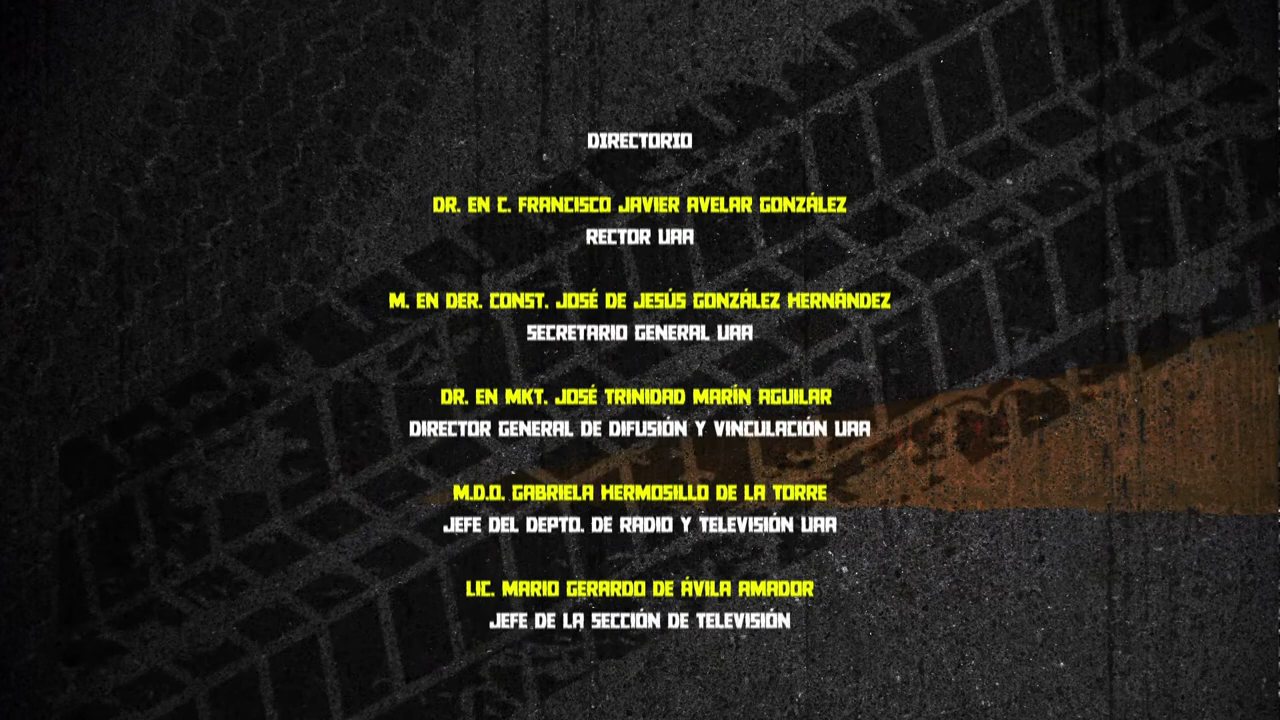 DIRECTORIO
DR. EN C. FRANCISCO JAVIER AVELAR GONZÁLEZ
RECTOR UAA
M. EN DER. CONST. JOSÉ DE JESÚS GONZÁLEZ HERNÁNDEZ
SECRETARIO GENERAL UAA
DR. EN MKT. JOSÉ TRINIDAD MARÍN AGUILAR
DIRECTOR GENERAL DE DIFUSIÓN Y VINCULACIÓN UAA
M.D.O. GABRIELA HERMOSILLO DE LA TORRE
JEFE DEL DEPTO. DE RADIO Y TELEVISIÓN UAA
LIC. MARIO GERARDO DE ÁVILA AMADOR
JEFE DE LA SECCIÓN DE TELEVISIÓN